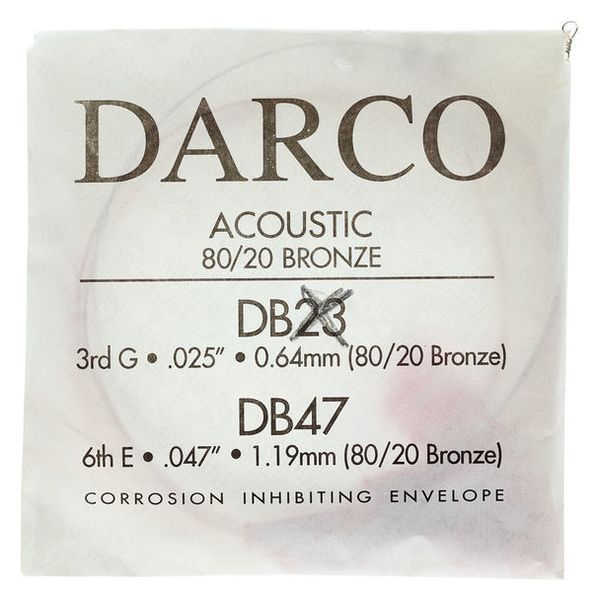 DARCO
ACOUSTIC
80/20 BRONZE
DB23
3rd G • .025” • 0.64mm (80/20 Bronze)
DB47
6th E • .047” • 1.19mm (80/20 Bronze)
CORROSION INHIBITING ENVELOPE